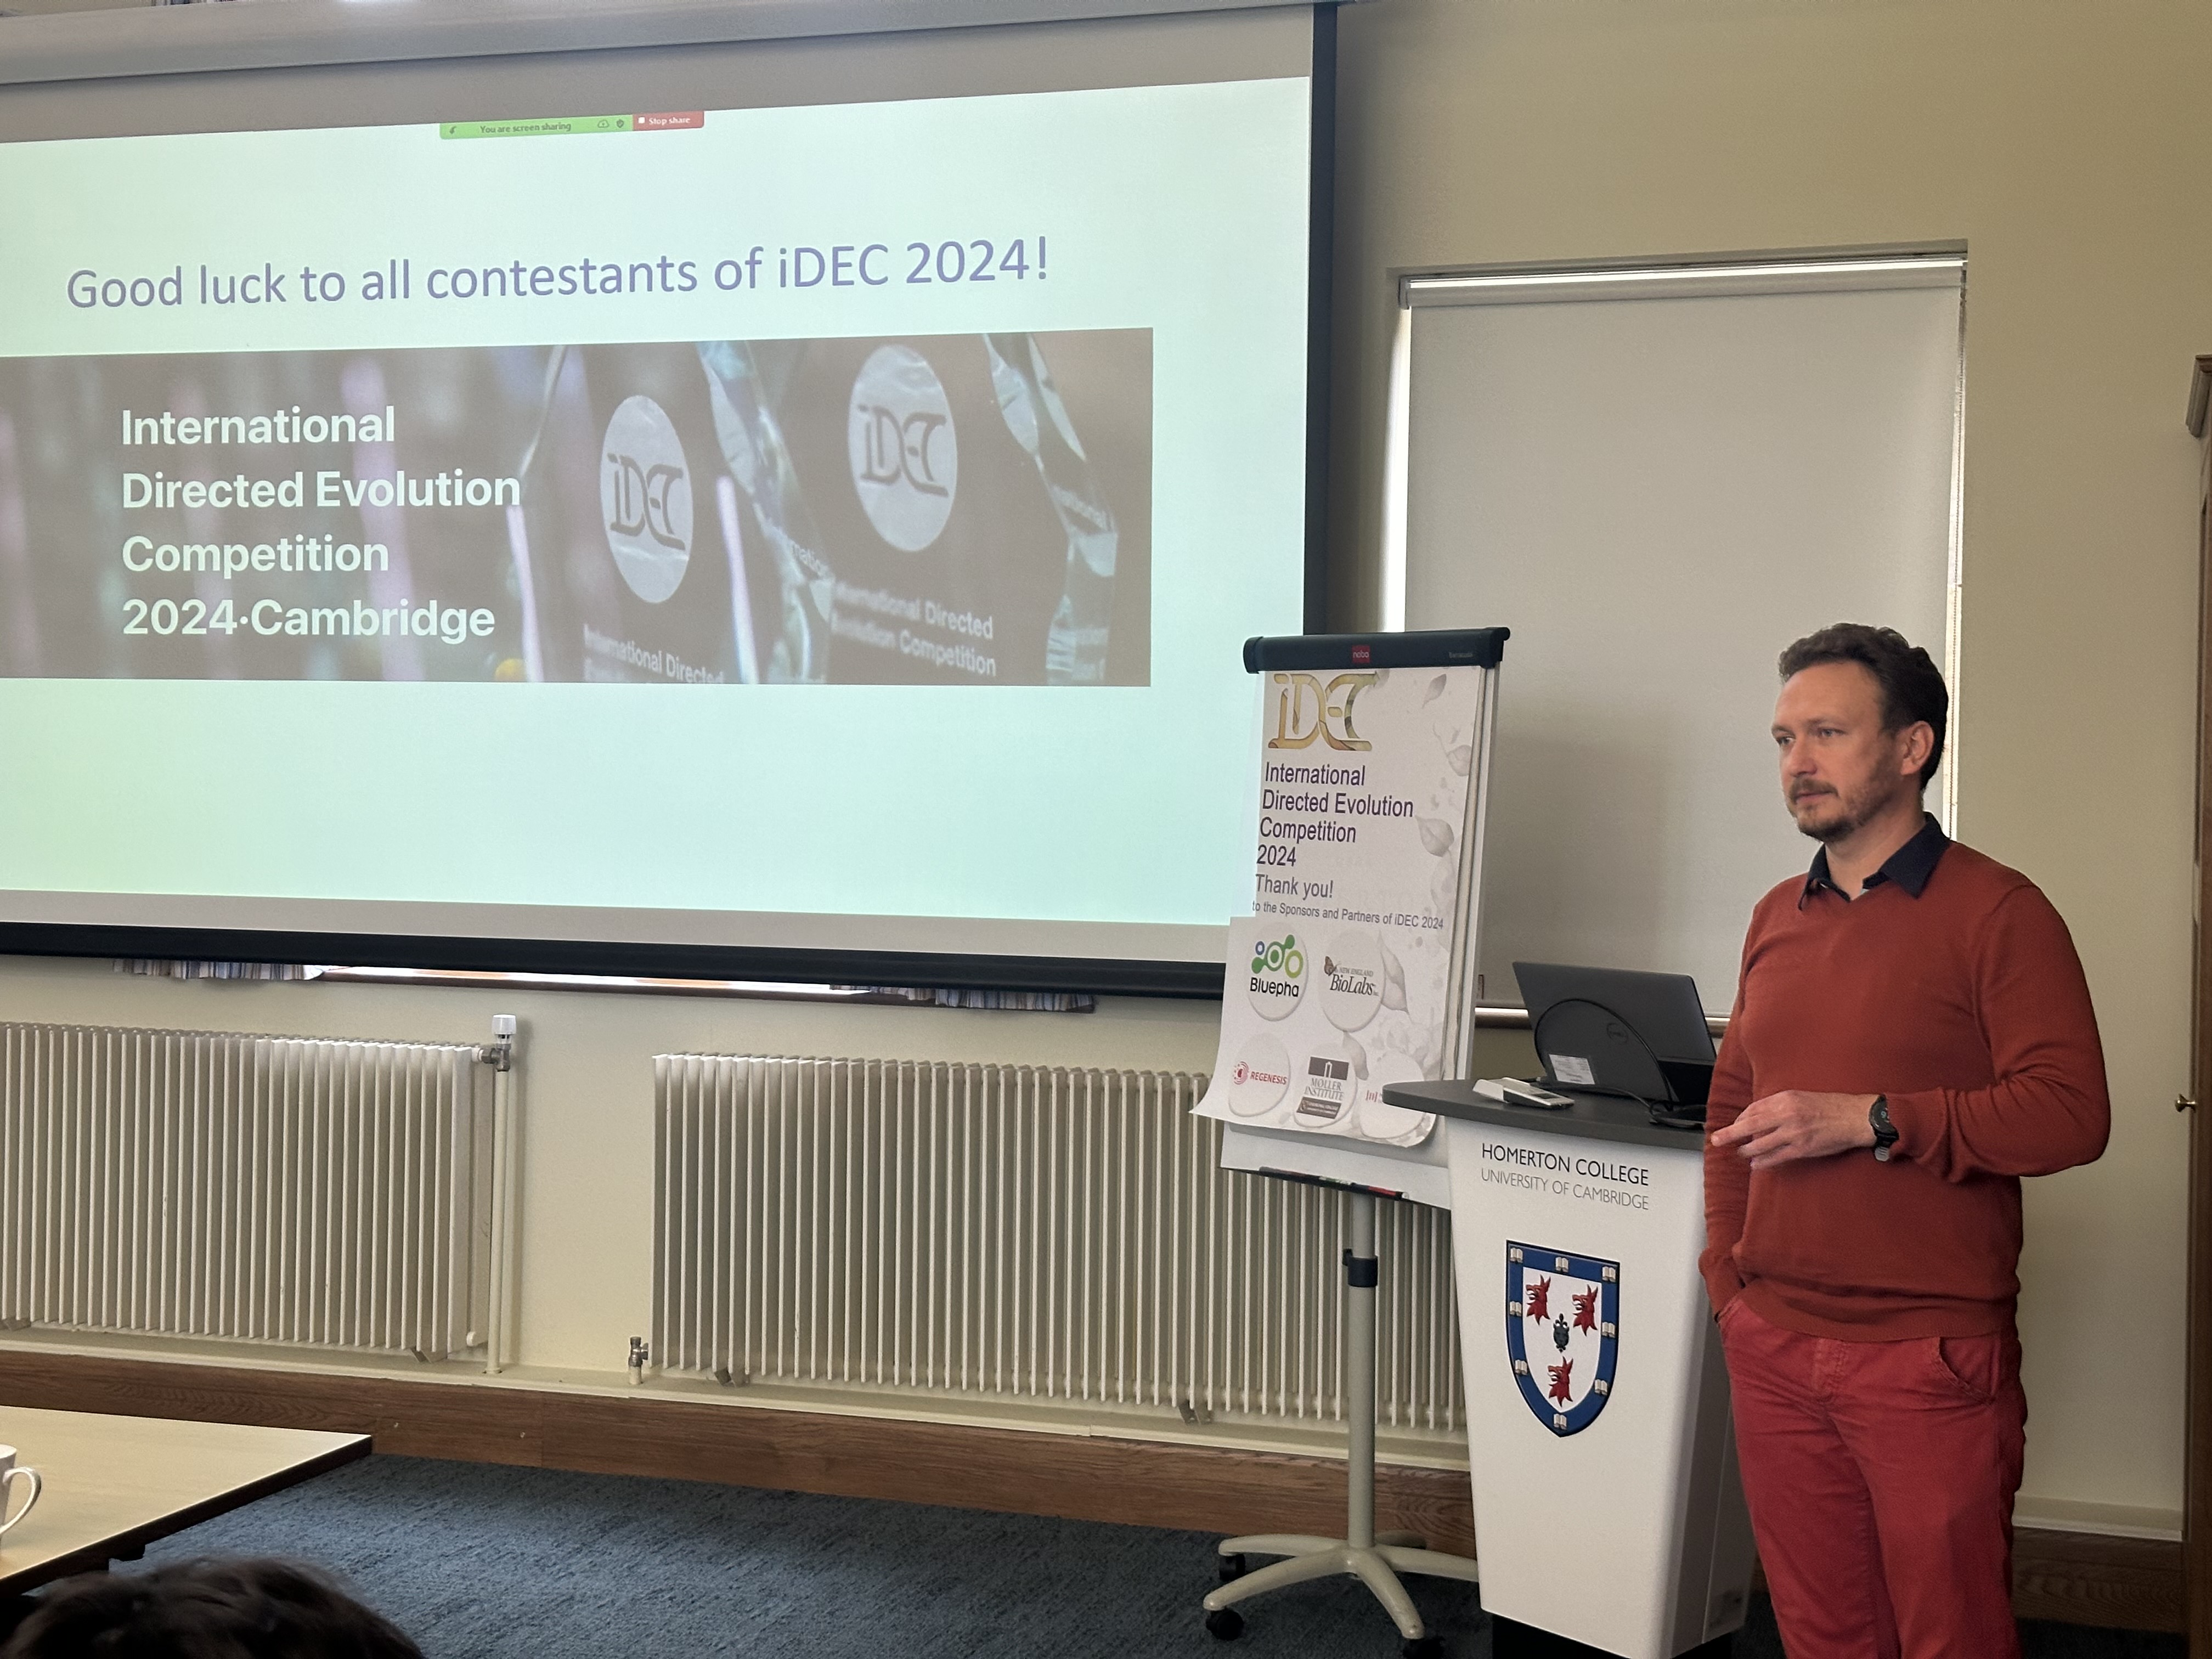 You are screen sharing
Stop share
Good luck to all contestants of iDEC 2024!
International
Directed Evolution
Competition
2024·Cambridge
iDEC
International Directed
iDEC
International Directed
Evolution Competition
nobo
iDEC
International
Directed Evolution
Competition
2024
Thank you!
to the Sponsors and Partners of iDEC 2024
Bluepha
NEW ENGLAND
BioLabs
REGENESIS
MØLLER
INSTITUTE
HOMERTON COLLEGE
UNIVERSITY OF CAMBRIDGE